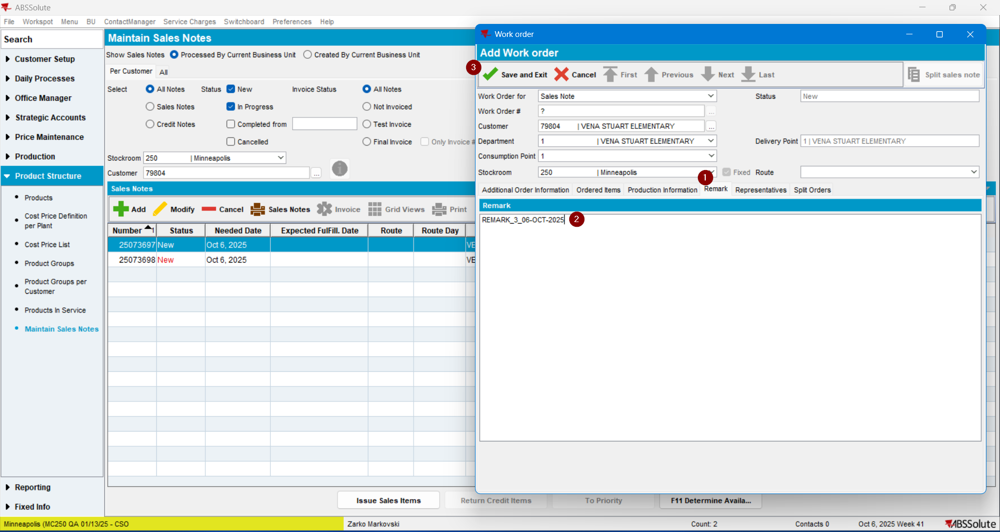 ABSSolute
File Workspot Menu BU ContactManager Service Charges Switchboard Preferences Help
Search
Customer Setup
Daily Processes
Office Manager
Strategic Accounts
Price Maintenance
Production
Product Structure
Products
Cost Price Definition
per Plant
Cost Price List
Product Groups
Product Groups per
Customer
Products In Service
Maintain Sales Notes
Reporting
Fixed Info
Maintain Sales Notes
Show Sales Notes Processed By Current Business Unit Created By Current Business Unit
Per Customer All
Select All Notes Status New Invoice Status All Notes
Sales Notes In Progress Not Invoiced
Credit Notes Completed from Test Invoice
Cancelled Final Invoice Only Invoice #
Stockroom 250 | Minneapolis
Customer 79804 ...
Sales Notes
Add Modify Cancel Sales Notes Invoice Grid Views Print
Number 1 Status Needed Date Expected FulFill. Date Route Route Day
25073697 New Oct 6, 2025 VE
25073698 New Oct 6, 2025 VE
Issue Sales Items Return Credit Items To Priority F11 Determine Availa...
Work order
Add Work order
3 Save and Exit Cancel First Previous Next Last Split sales note
Work Order for Sales Note Status New
Work Order # ? ...
Customer 79804 | VENA STUART ELEMENTARY ...
Department 1 | VENA STUART ELEMENTARY Delivery Point 1 | VENA STUART ELEMENTARY
Consumption Point 1
Stockroom 250 | Minneapolis Fixed Route
1
Additional Order Information Ordered Items Production Information Remark Representatives Split Orders
Remark
REMARK_3_06-OCT-2025 2
Minneapolis (MC250 QA 01/13/25 - CSO Zarko Markovski Count: 2 Contacts 0 Oct 6, 2025 Week 41 ABSSolute